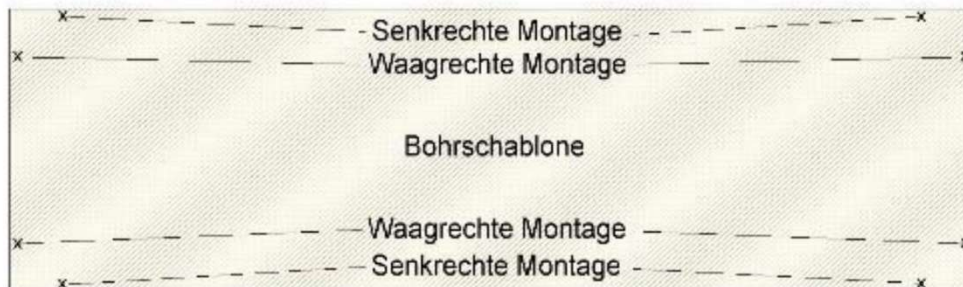 x Senkrechte Montage x
x Waagrechte Montage x
Bohrschablone
x Waagrechte Montage x
x Senkrechte Montage x